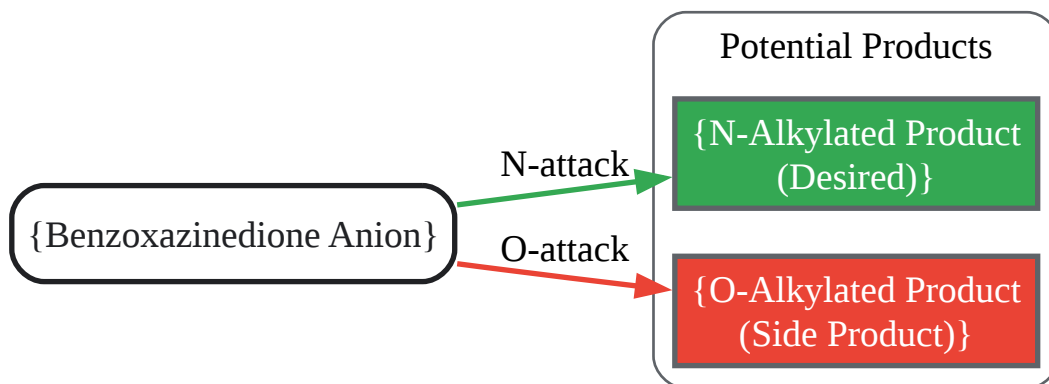 Potential Products
{N-Alkylated Product
(Desired)}
N-attack
{Benzoxazinedione Anion}
O-attack
{O-Alkylated Product
(Side Product)}